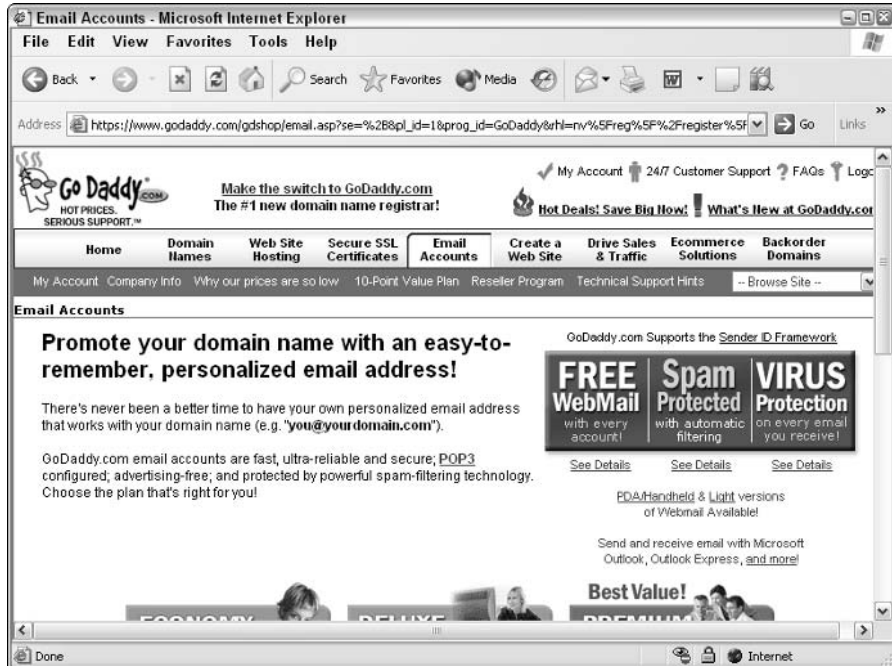 Email Accounts - Microsoft Internet Explorer
File Edit View Favorites Tools Help
Back Search Favorites Media
Address https://www.godaddy.com/gdshop/email.asp?se=%2B&pl_id=1&prog_id=GoDaddy&rhl=nv%5Freg%5F%2Fregister%5F Go Links »
Go Daddy .COM
HOT PRICES.
SERIOUS SUPPORT.™
Make the switch to GoDaddy.com
The #1 new domain name registrar!
My Account 24/7 Customer Support FAQs Logo
Hot Deals! Save Big Now! What's New at GoDaddy.com
Home Domain Names Web Site Hosting Secure SSL Certificates Email Accounts Create a Web Site Drive Sales & Traffic Ecommerce Solutions Backorder Domains
My Account Company Info Why our prices are so low 10-Point Value Plan Reseller Program Technical Support Hints -- Browse Site --
Email Accounts
Promote your domain name with an easy-to-
remember, personalized email address!
There's never been a better time to have your own personalized email address
that works with your domain name (e.g. "you@yourdomain.com").
GoDaddy.com email accounts are fast, ultra-reliable and secure; POP3
configured; advertising-free; and protected by powerful spam-filtering technology.
Choose the plan that's right for you!
GoDaddy.com Supports the Sender ID Framework
FREE WebMail with every account!
Spam Protected with automatic filtering
VIRUS Protection on every email you receive!
See Details See Details See Details
PDA/Handheld & Light versions
of Webmail Available!
Send and receive email with Microsoft
Outlook, Outlook Express, and more!
Best Value!
ECONOMY DELUXE PREMIUM
Done Internet